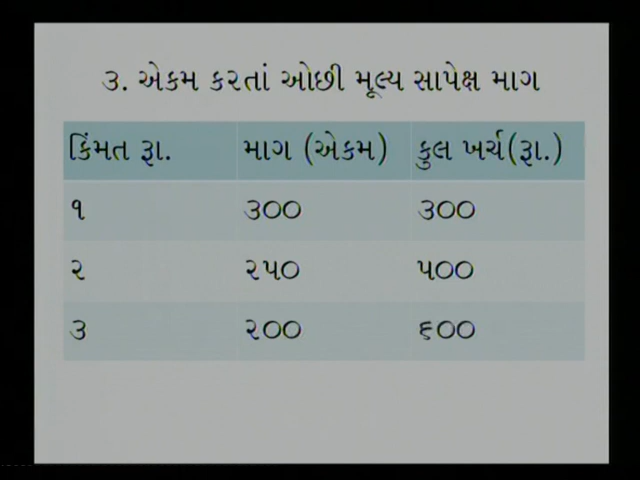 ૩. એકમ કરતાં ઓછી મૂલ્ય સાપેક્ષ માગ
કિંમત રૂા. માગ (એકમ) કુલ ખર્ચ(રૂા.)
૧ ૩૦૦ ૩૦૦
૨ ૨૫૦ ૫૦૦
૩ ૨૦૦ ૬૦૦